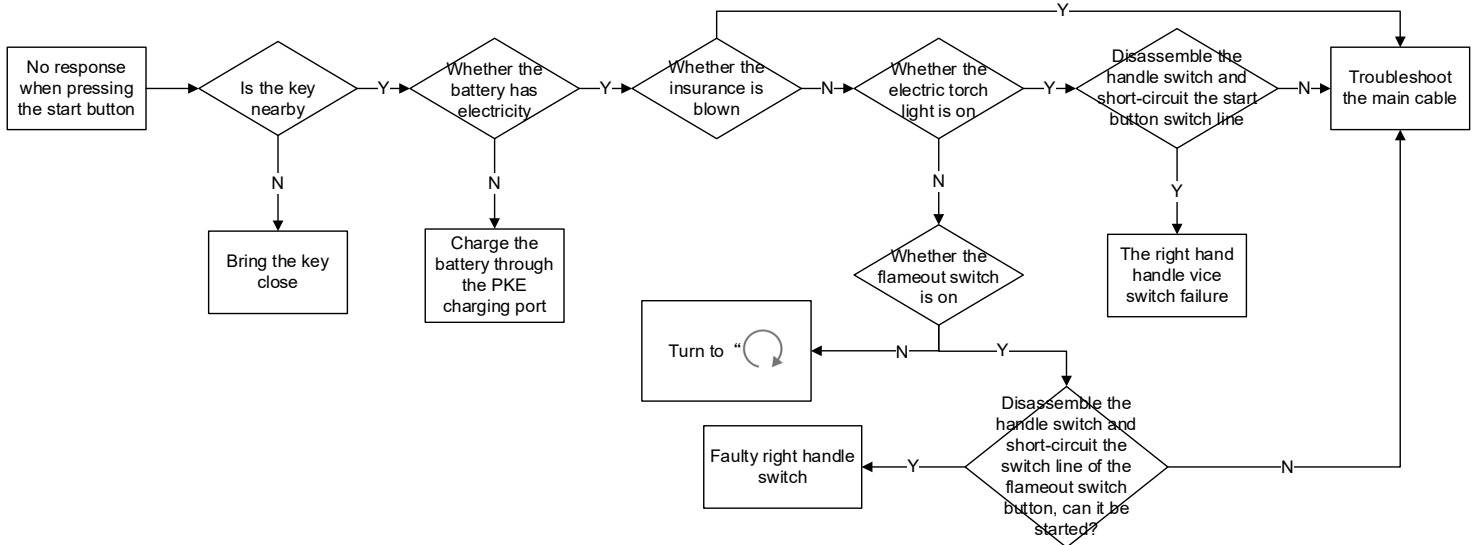 No response
when pressing
the start button
Is the key
nearby
Y
Whether the
battery has
electricity
Y
Whether the
insurance is
blown
Y
N
Whether the
electric torch
light is on
Y
Disassemble the
handle switch and
short-circuit the start
button switch line
N
Troubleshoot
the main cable
N
Bring the key
close
N
Charge the
battery through
the PKE
charging port
N
Whether the
flameout switch
is on
Y
The right hand
handle vice
switch failure
N
Turn to “
Y
Disassemble the
handle switch and
short-circuit the
switch line of the
flameout switch
button, can it be
started?
Y
Faulty right handle
switch
N